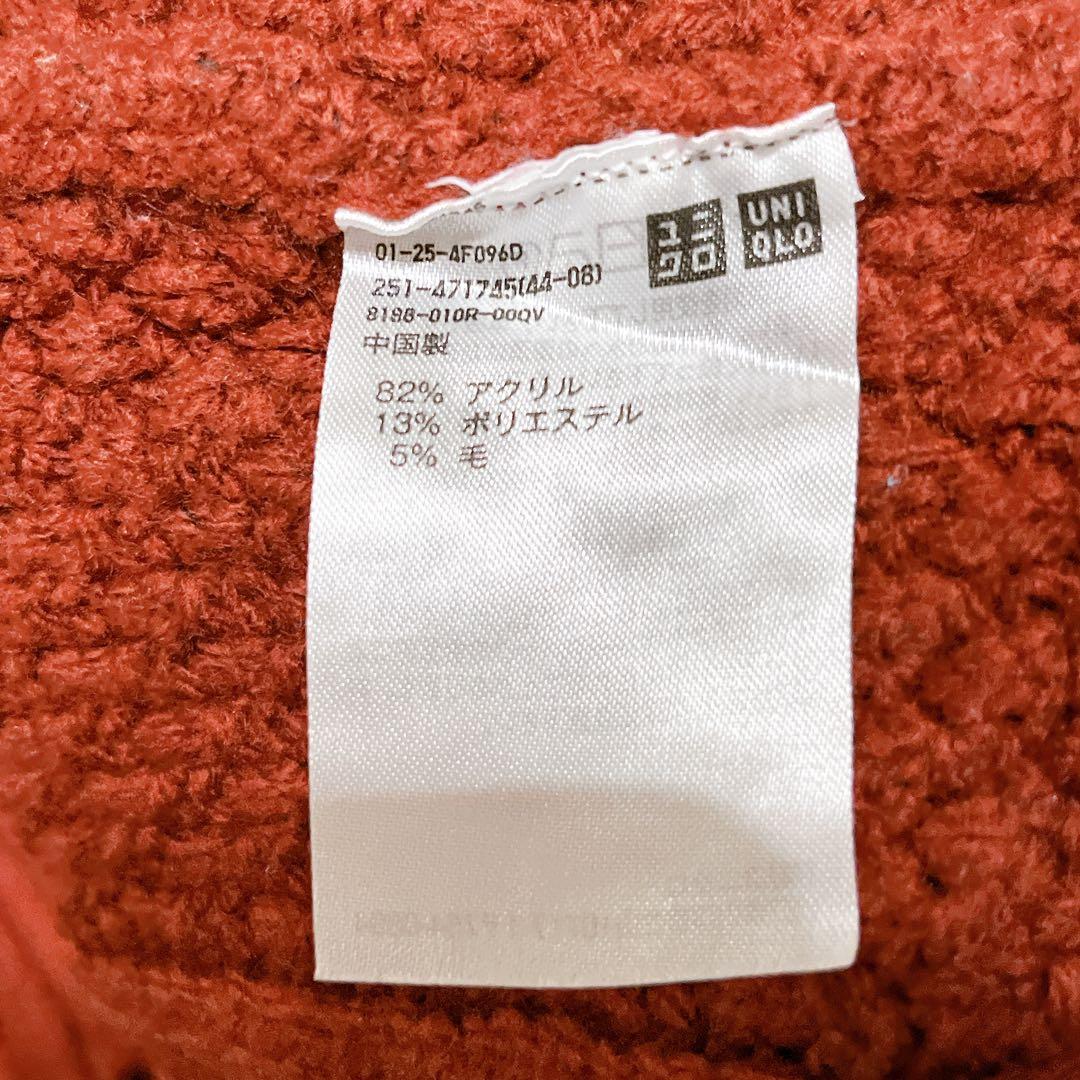 ユニ
クロ
UNI
QLO
01-25-4F096D
251-471745(44-08)
8188-010R-00QV
中国製
82% アクリル
13% ポリエステル
5% 毛